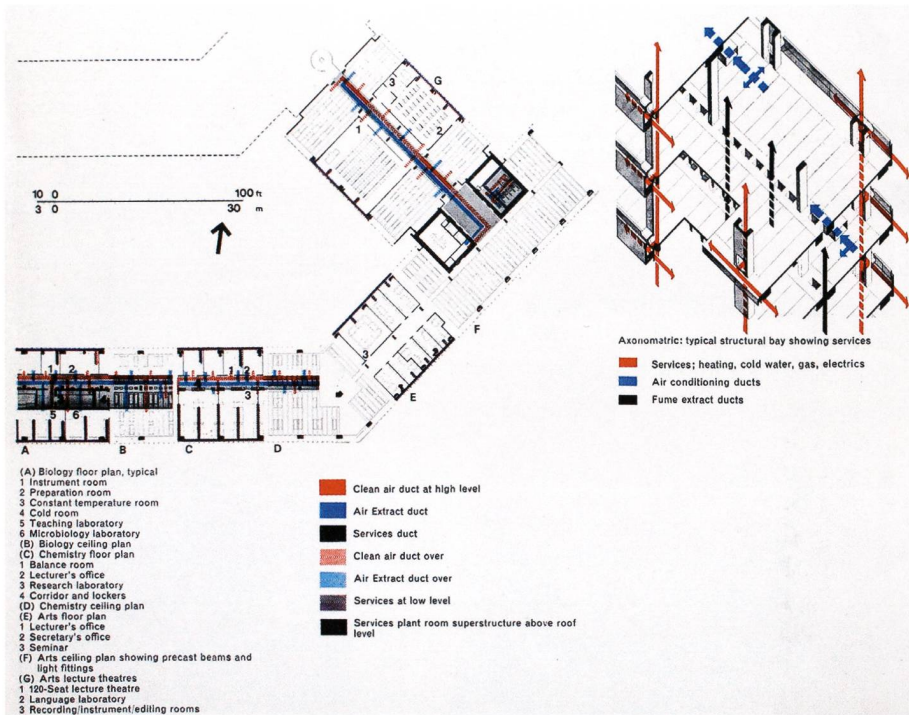 3
G
1
2
10 0 100 ft
3 0 30 m
F
3
1
E
1 2
1 2
3
5 6
A
B
C
D
Axonometric: typical structural bay showing services
Services; heating, cold water, gas, electrics
Air conditioning ducts
Fume extract ducts
(A) Biology floor plan, typical
1 Instrument room
2 Preparation room
3 Constant temperature room
4 Cold room
5 Teaching laboratory
6 Microbiology laboratory
(B) Biology ceiling plan
(C) Chemistry floor plan
1 Balance room
2 Lecturer's office
3 Research laboratory
4 Corridor and lockers
(D) Chemistry ceiling plan
(E) Arts floor plan
1 Lecturer's office
2 Secretary's office
3 Seminar
(F) Arts ceiling plan showing precast beams and
light fittings
(G) Arts lecture theatres
1 120-Seat lecture theatre
2 Language laboratory
3 Recording/instrument/editing rooms
Clean air duct at high level
Air Extract duct
Services duct
Clean air duct over
Air Extract duct over
Services at low level
Services plant room superstructure above roof
level